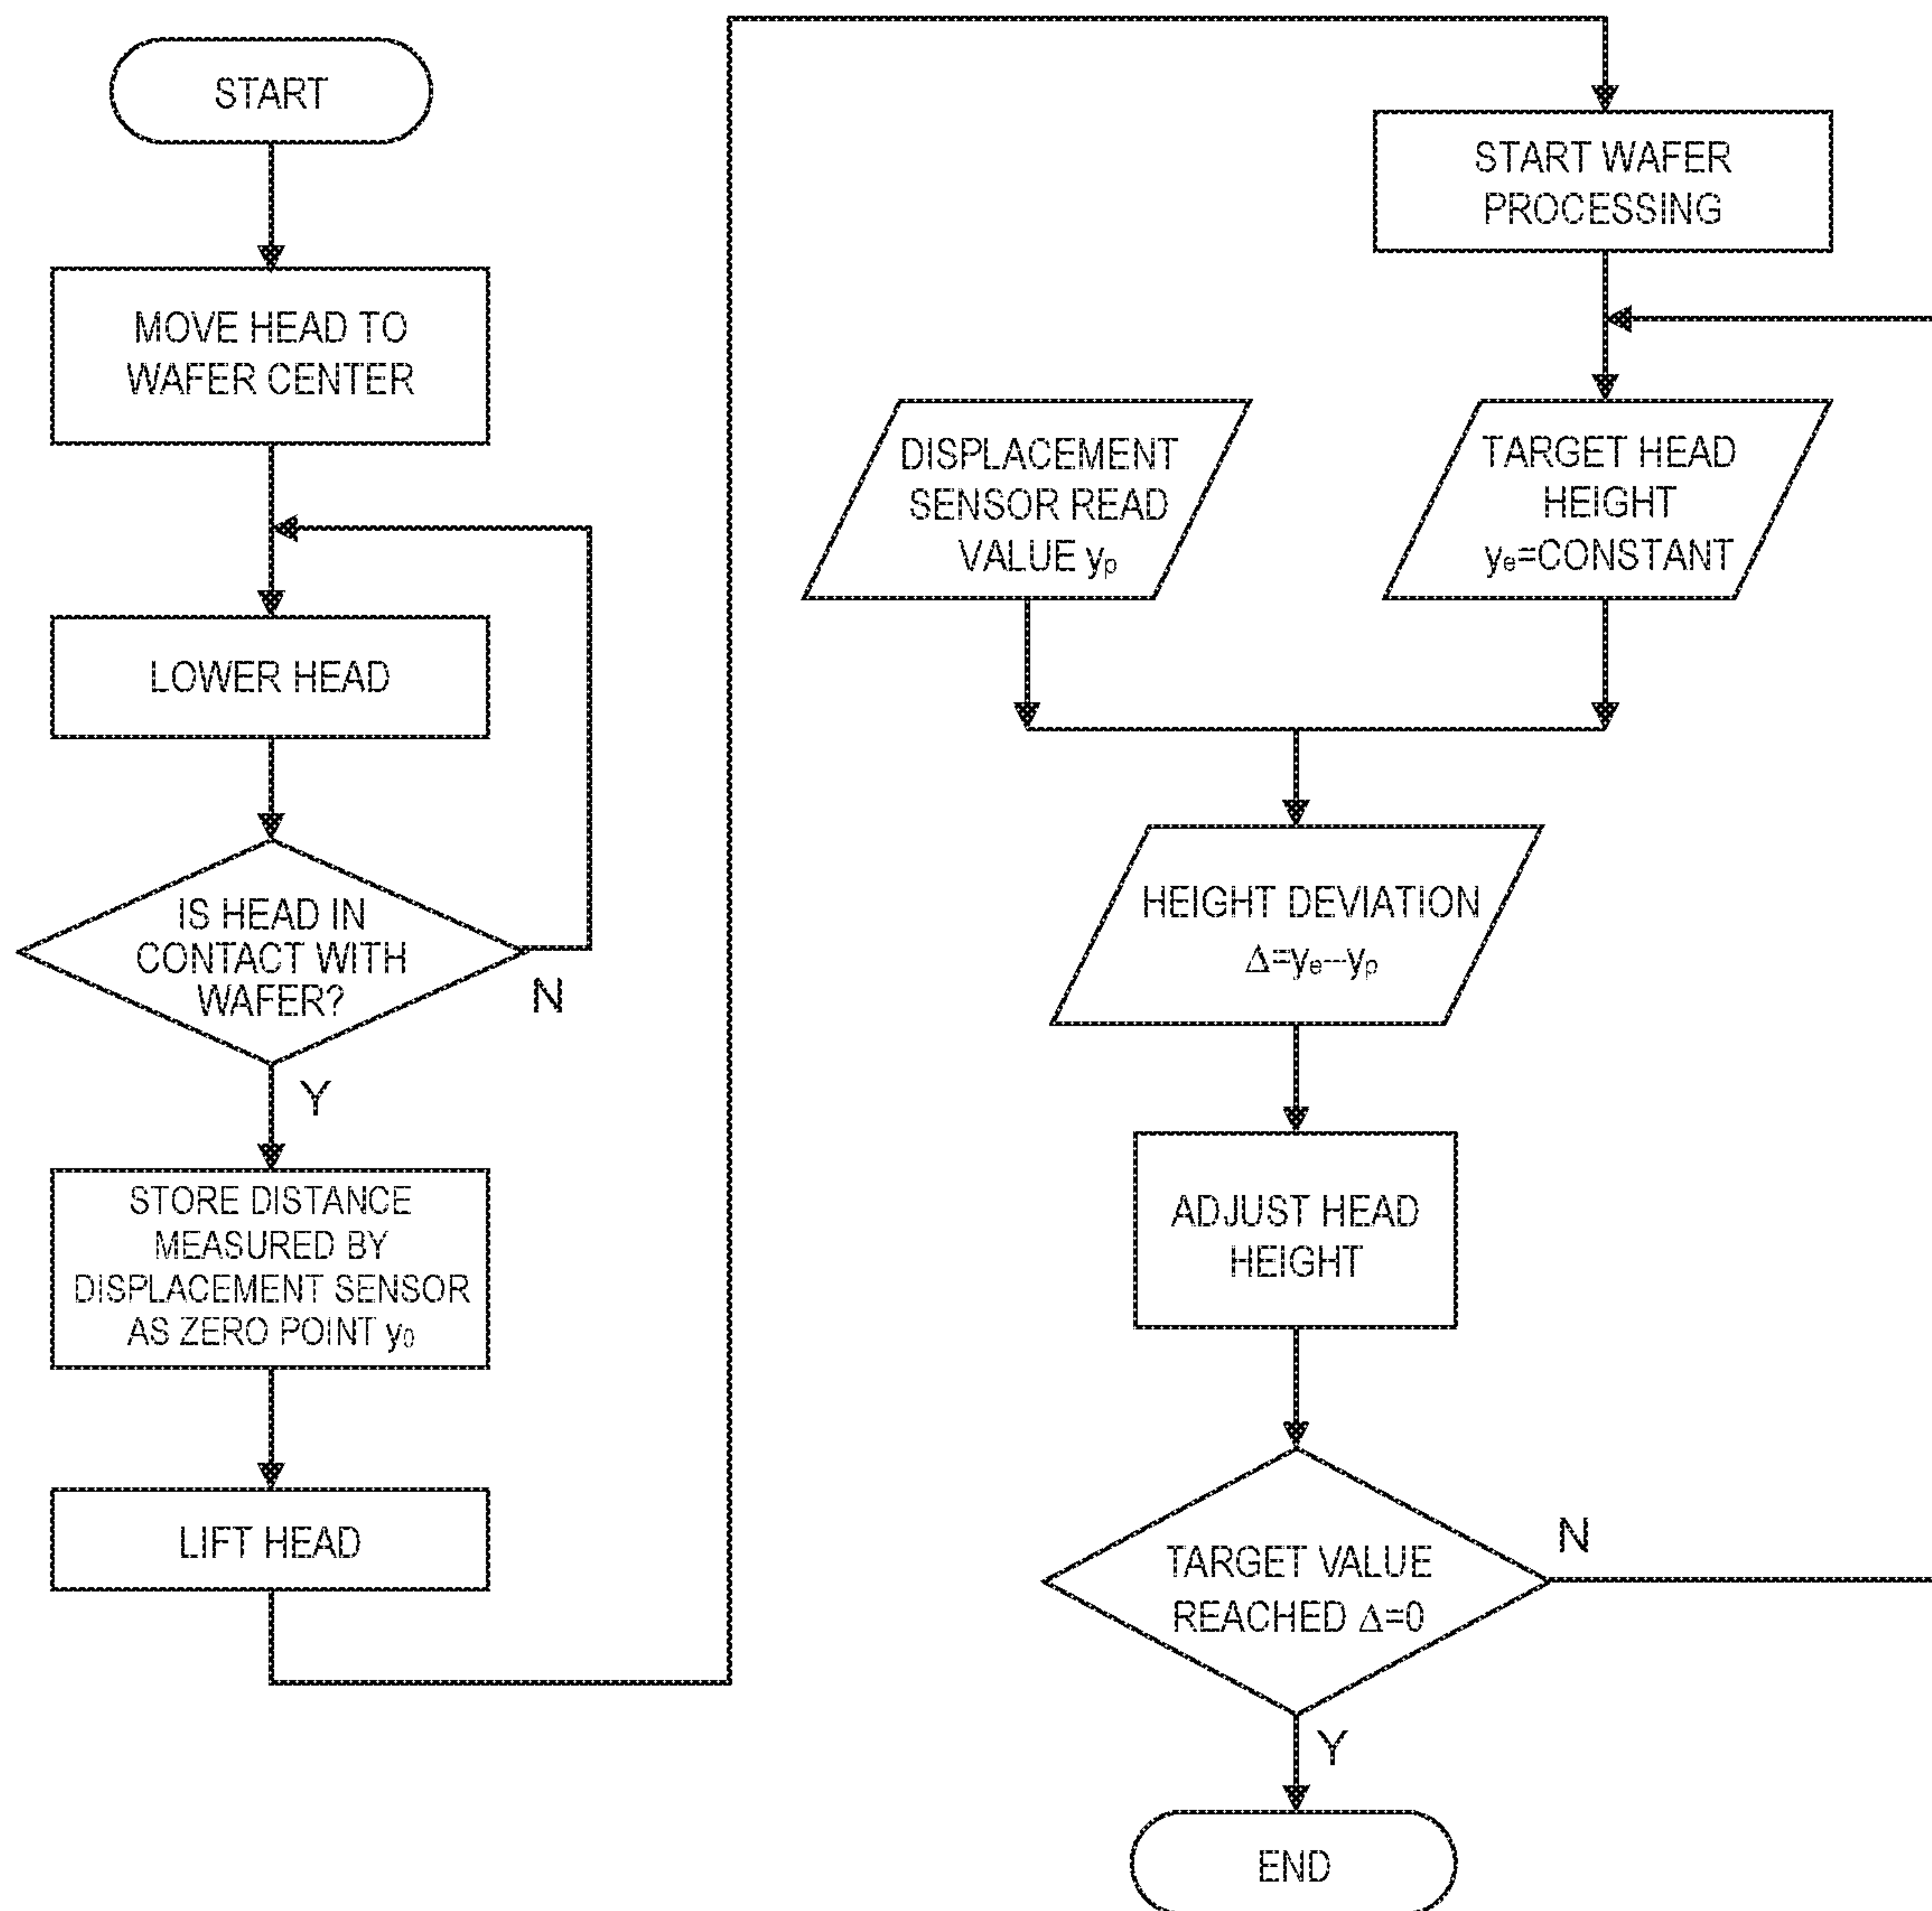 START
MOVE HEAD TO
WAFER CENTER
LOWER HEAD
IS HEAD IN
CONTACT WITH
WAFER?
N
Y
STORE DISTANCE
MEASURED BY
DISPLACEMENT SENSOR
AS ZERO POINT y₀
LIFT HEAD
START WAFER
PROCESSING
DISPLACEMENT
SENSOR READ
VALUE yₚ
TARGET HEAD
HEIGHT
yₑ=CONSTANT
HEIGHT DEVIATION
Δ=yₑ-yₚ
ADJUST HEAD
HEIGHT
TARGET VALUE
REACHED Δ=0
N
Y
END